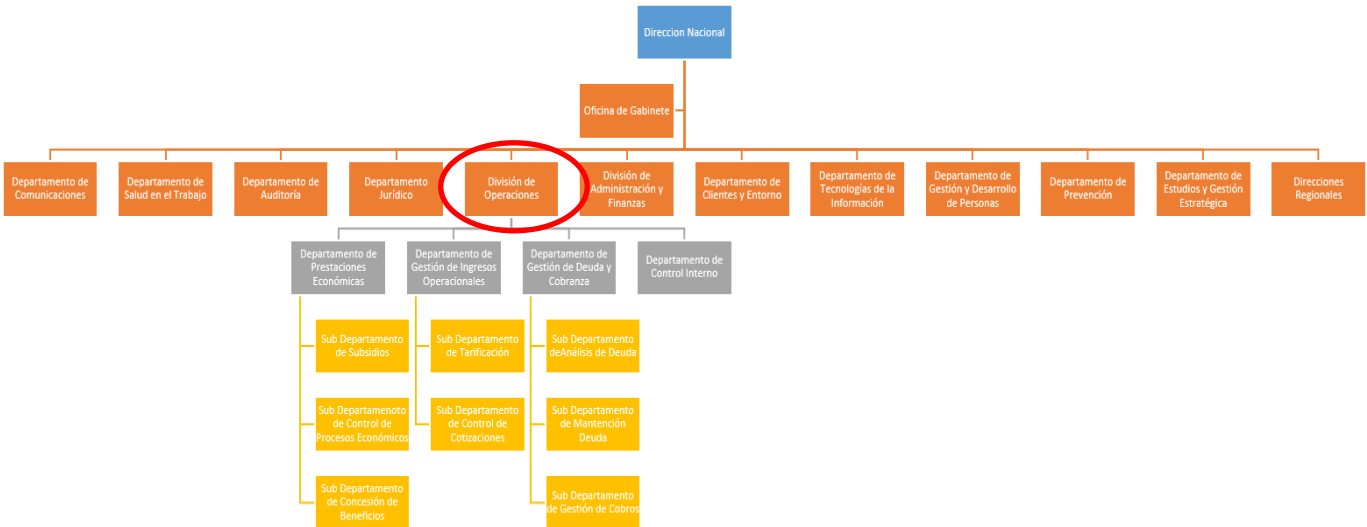 Direccion Nacional
Oficina de Gabinete
Departamento de
Comunicaciones
Departamento de
Salud en el Trabajo
Departamento de
Auditoría
Departamento
Jurídico
División de
Operaciones
División de
Administración y
Finanzas
Departamento de
Clientes y Entorno
Departamento de
Tecnologías de la
Información
Departamento de
Gestión y Desarrollo
de Personas
Departamento de
Prevención
Departamento de
Estudios y Gestión
Estratégica
Direcciones
Regionales
Departamento de
Prestaciones
Económicas
Departamento de
Gestión de Ingresos
Operacionales
Departamento de
Gestión de Deuda y
Cobranza
Departamento de
Control Interno
Sub Departamento
de Subsidios
Sub Departamento
de Tarificación
Sub Departamento
deAnálisis de Deuda
Sub Departamenoto
de Control de
Procesos Económicos
Sub Departamento
de Control de
Cotizaciones
Sub Departamento
de Mantención
Deuda
Sub Departamento
de Concesión de
Beneficios
Sub Departamento
de Gestión de Cobros